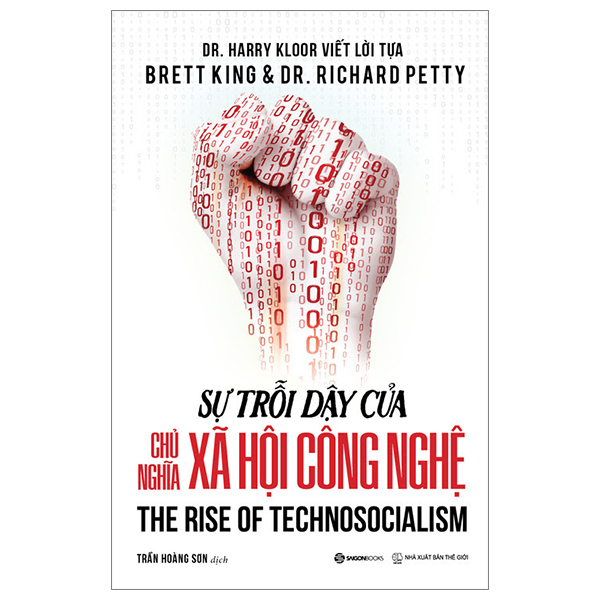 DR. HARRY KLOOR VIẾT LỜI TỰA
BRETT KING & DR. RICHARD PETTY
SỰ TRỖI DẬY CỦA
CHỦ NGHĨA XÃ HỘI CÔNG NGHỆ
THE RISE OF TECHNOSOCIALISM
TRẦN HOÀNG SƠN dịch
SAIGONBOOKS
NHÀ XUẤT BẢN THẾ GIỚI